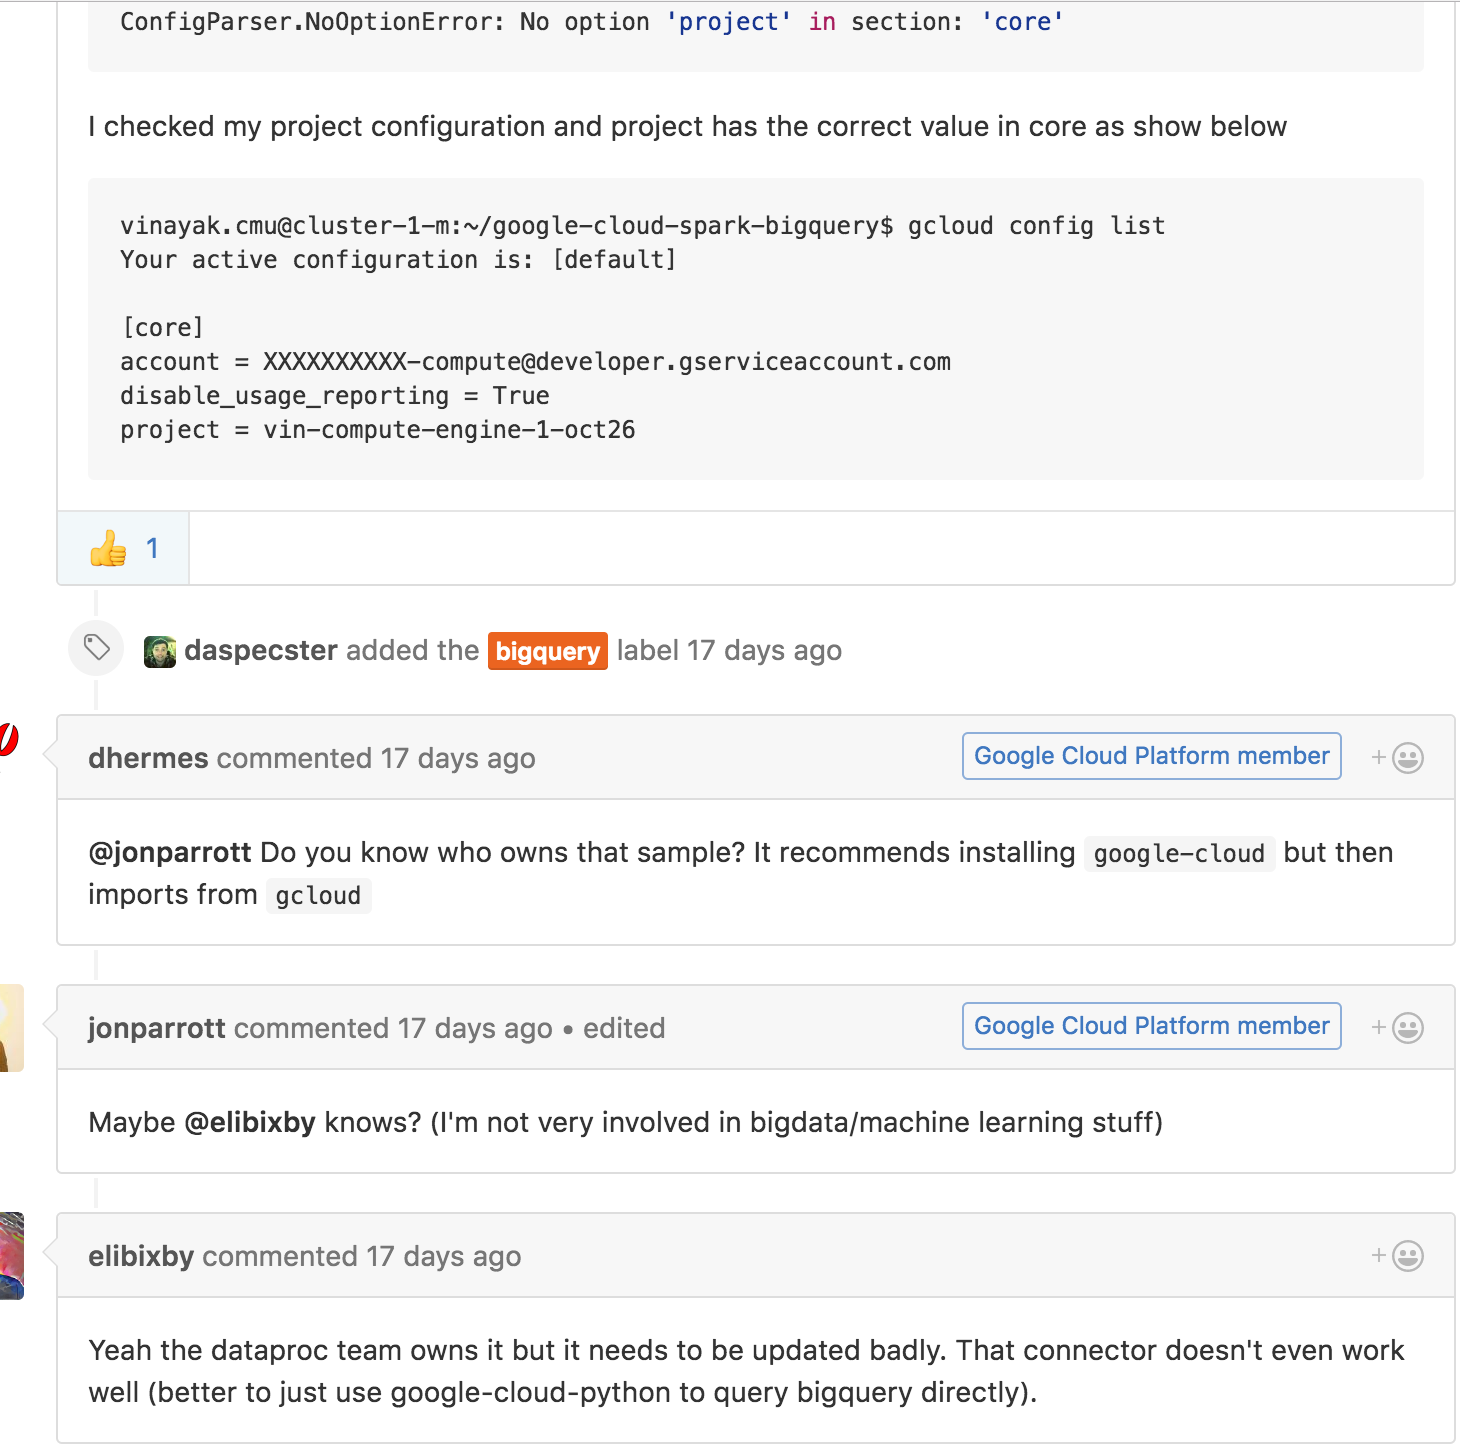 ConfigParser.NoOptionError: No option 'project' in section: 'core'
I checked my project configuration and project has the correct value in core as show below
vinayak.cmu@cluster-1-m:~/google-cloud-spark-bigquery$ gcloud config list
Your active configuration is: [default]
[core]
account = XXXXXXXXXX-compute@developer.gserviceaccount.com
disable_usage_reporting = True
project = vin-compute-engine-1-oct26
👍 1
daspecster added the bigquery label 17 days ago
dhermes commented 17 days ago Google Cloud Platform member +
@jonparrott Do you know who owns that sample? It recommends installing google-cloud but then
imports from gcloud
jonparrott commented 17 days ago • edited Google Cloud Platform member +
Maybe @elibixby knows? (I'm not very involved in bigdata/machine learning stuff)
elibixby commented 17 days ago +
Yeah the dataproc team owns it but it needs to be updated badly. That connector doesn't even work
well (better to just use google-cloud-python to query bigquery directly).